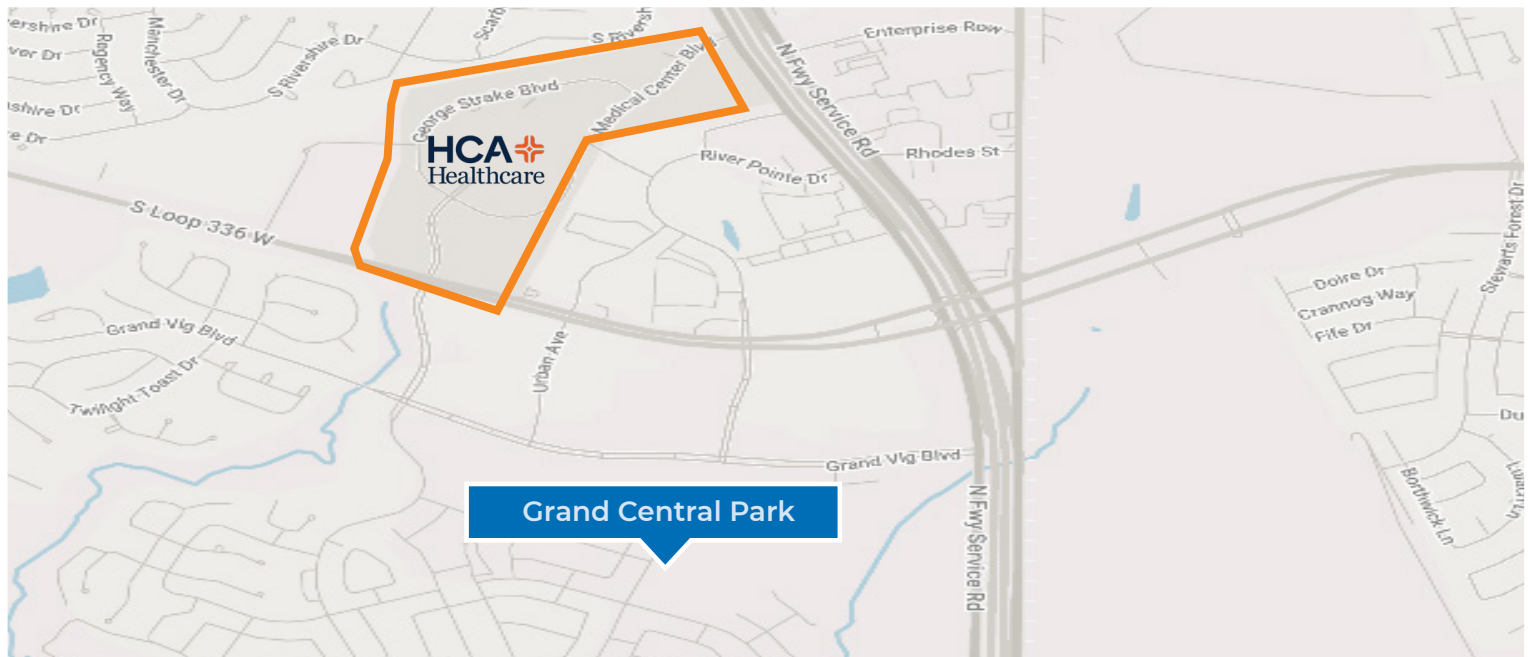 Manchester Dr
Regency Way
S Rivershire Dr
Enterprise Row
N Fwy Service Rd
George Strake Blvd
Medical Center Blvd
HCA
Healthcare
River Pointe Dr
Rhodes St
S Loop 336 W
Stewarts Forest Dr
Doire Dr
Crannog Way
Fife Dr
Grand Vig Blvd
Urban Ave
Twilight Toast Dr
Grand Vig Blvd
Borthwick Ln
Grand Central Park
N Fwy Service Rd